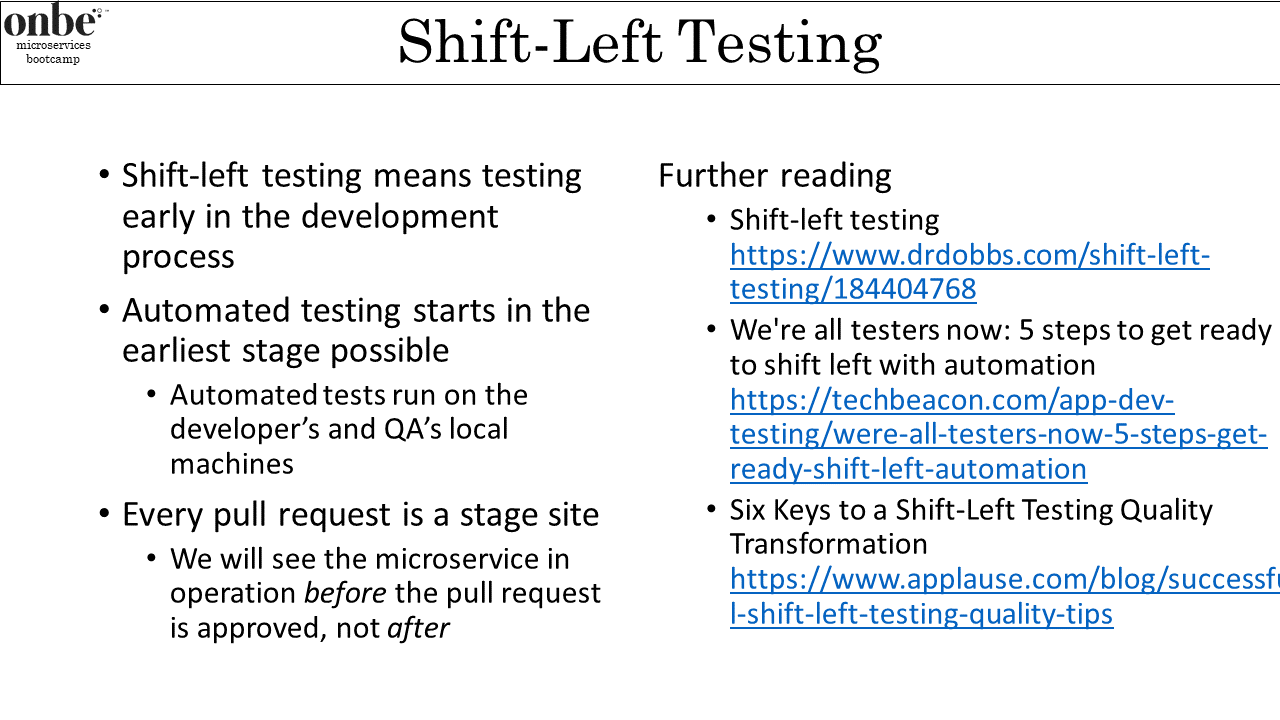 onbe
microservices
bootcamp
Shift-Left Testing
• Shift-left testing means testing
early in the development
process
• Automated testing starts in the
earliest stage possible
• Automated tests run on the
developer’s and QA’s local
machines
• Every pull request is a stage site
• We will see the microservice in
operation before the pull request
is approved, not after
Further reading
• Shift-left testing
https://www.drdobbs.com/shift-left-
testing/184404768
• We're all testers now: 5 steps to get ready
to shift left with automation
https://techbeacon.com/app-dev-
testing/were-all-testers-now-5-steps-get-
ready-shift-left-automation
• Six Keys to a Shift-Left Testing Quality
Transformation
https://www.applause.com/blog/successfu
l-shift-left-testing-quality-tips